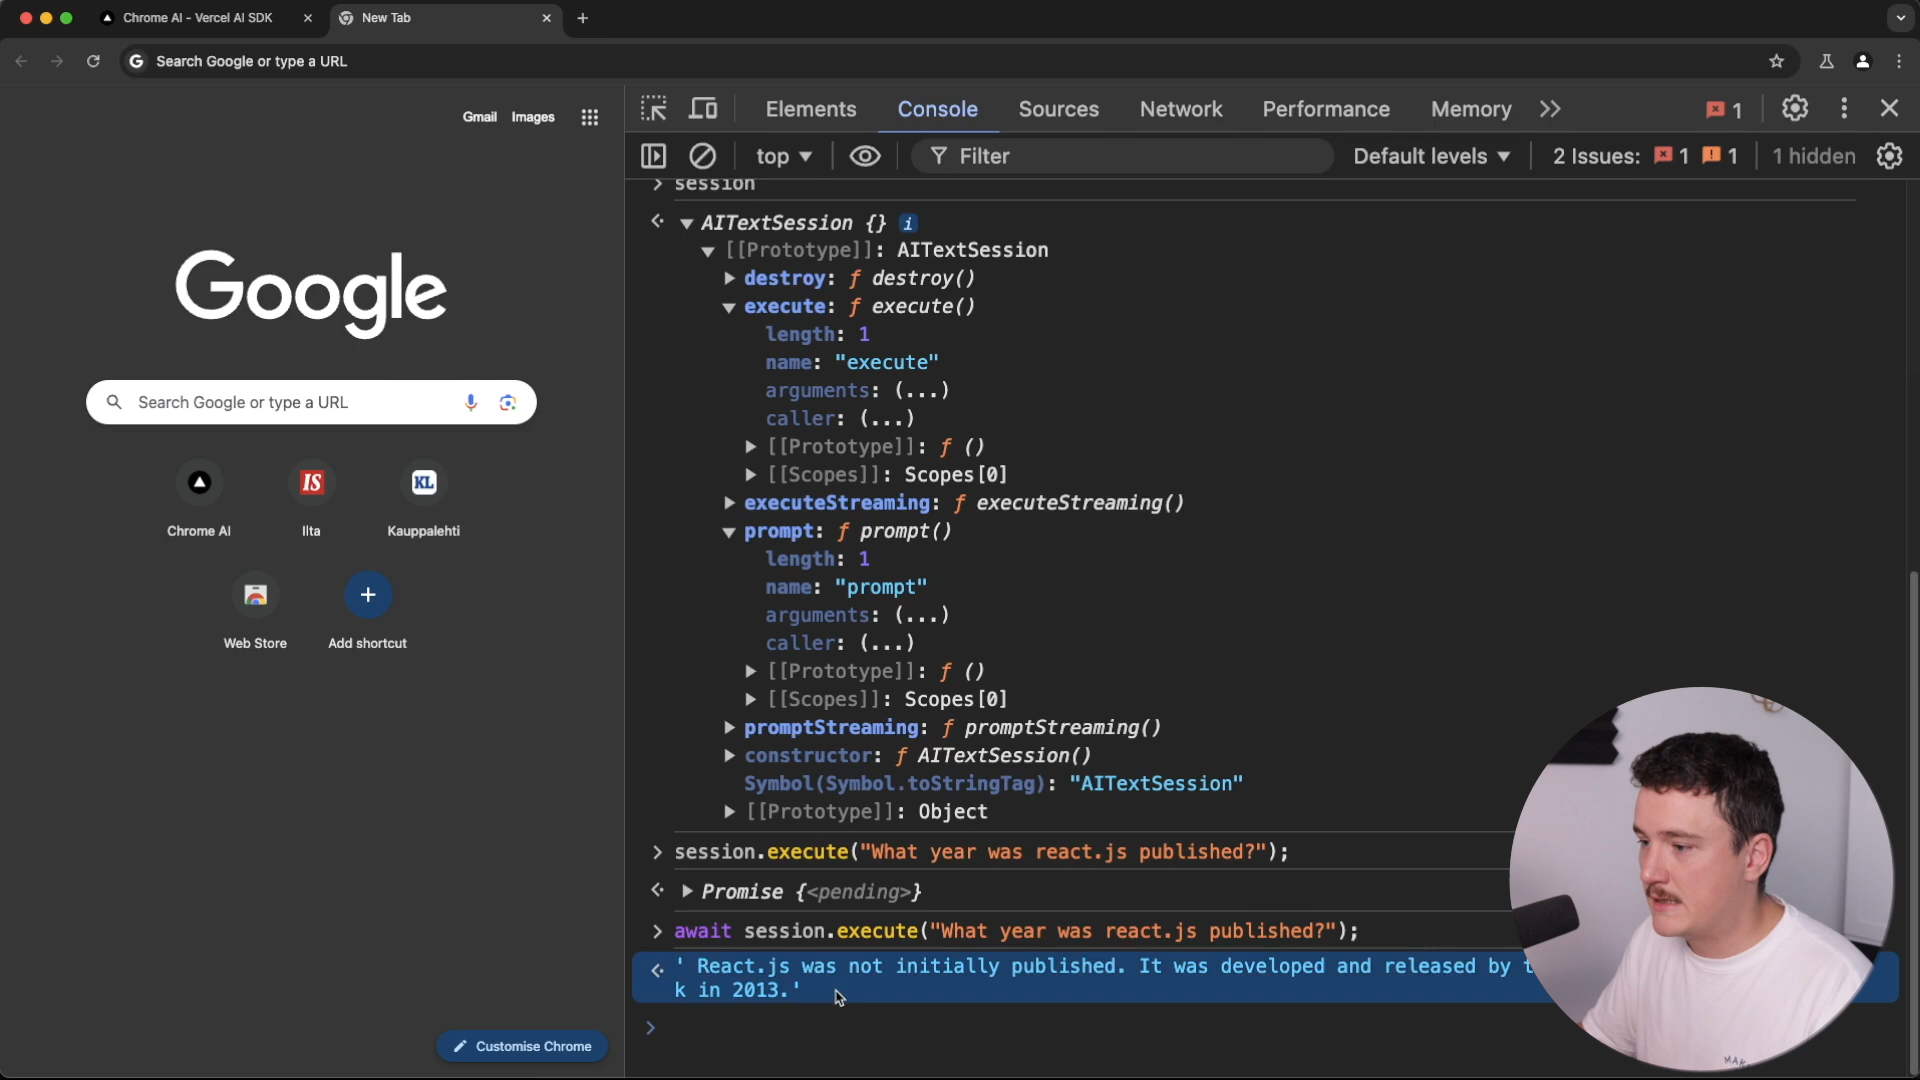 Chrome AI - Vercel AI SDK
New Tab
Search Google or type a URL
Gmail Images
Google
Search Google or type a URL
IS
KL
Chrome AI
Ilta
Kauppalehti
Web Store
Add shortcut
Customise Chrome
Elements Console Sources Network Performance Memory
1
top ▼
Filter
Default levels ▼
2 Issues: 1 1
1 hidden
> session
▼ AITextSession {} i
▼ [[Prototype]]: AITextSession
▶ destroy: ƒ destroy()
▼ execute: ƒ execute()
length: 1
name: "execute"
arguments: (...)
caller: (...)
▶ [[Prototype]]: ƒ ()
▶ [[Scopes]]: Scopes[0]
▶ executeStreaming: ƒ executeStreaming()
▼ prompt: ƒ prompt()
length: 1
name: "prompt"
arguments: (...)
caller: (...)
▶ [[Prototype]]: ƒ ()
▶ [[Scopes]]: Scopes[0]
▶ promptStreaming: ƒ promptStreaming()
▶ constructor: ƒ AITextSession()
Symbol(Symbol.toStringTag): "AITextSession"
▶ [[Prototype]]: Object
> session.execute("What year was react.js published?");
▶ Promise {<pending>}
> await session.execute("What year was react.js published?");
' React.js was not initially published. It was developed and released by t
k in 2013.'
>